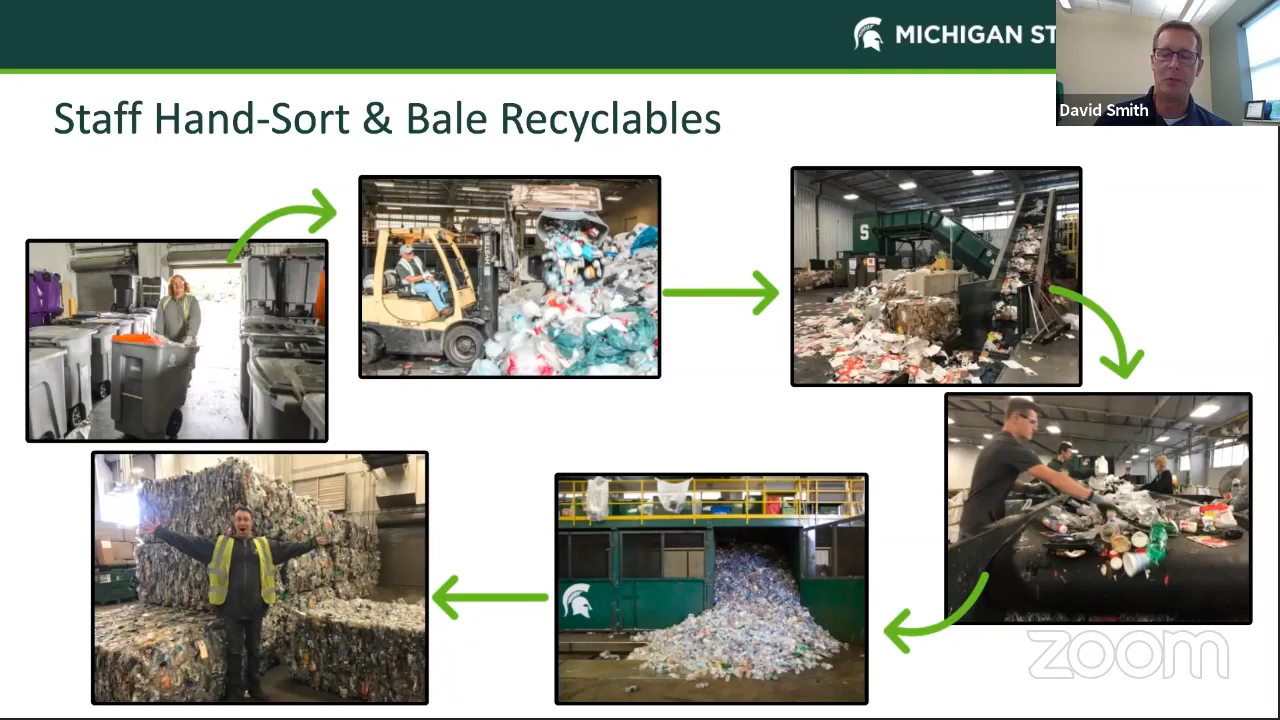 MICHIGAN ST
David Smith
Staff Hand-Sort & Bale Recyclables
S
zoom